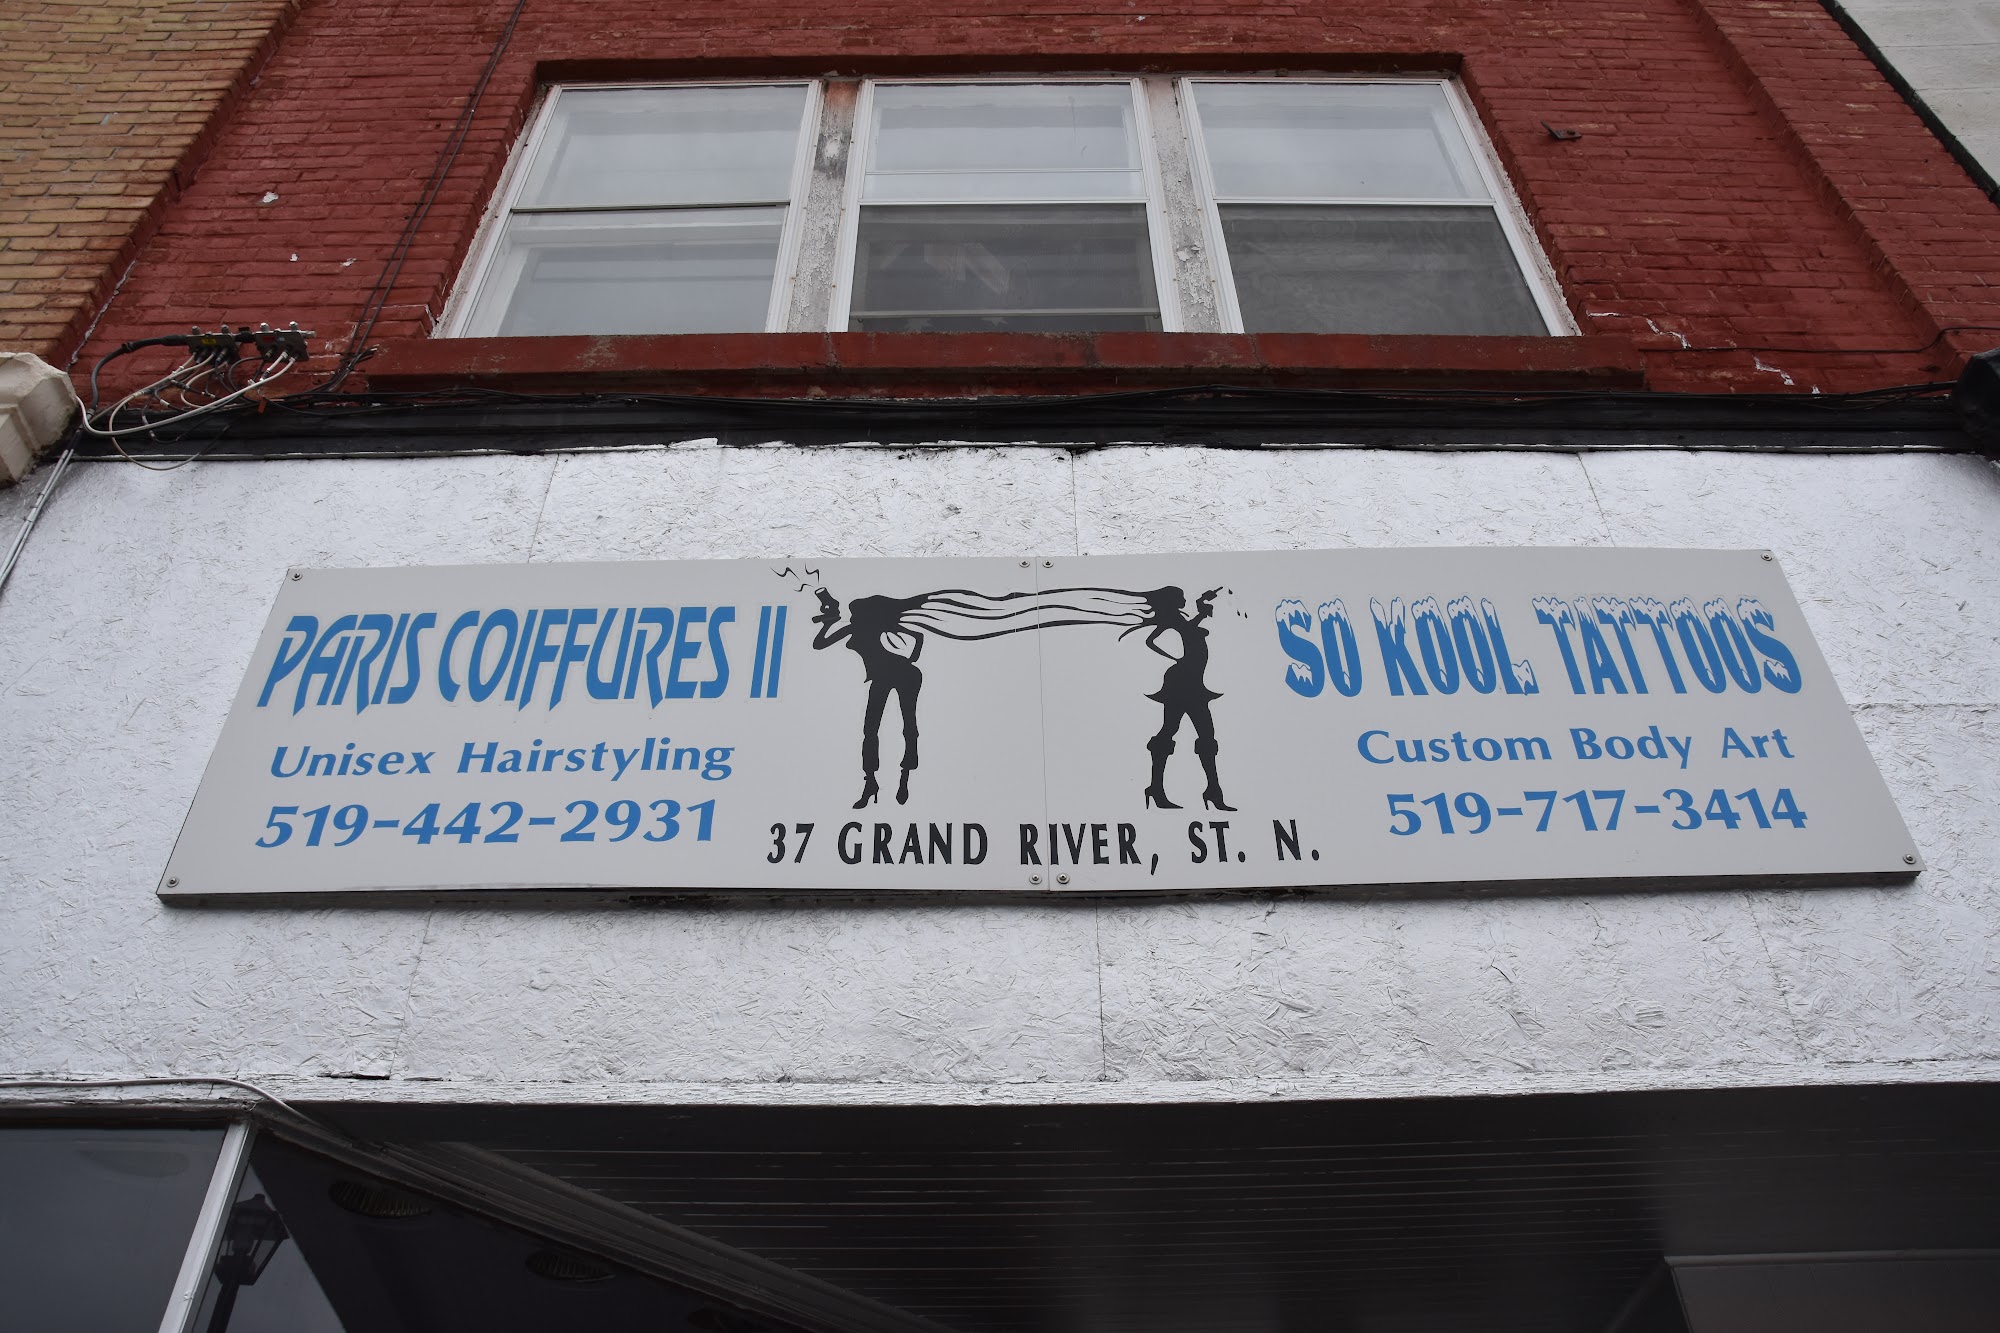 PARIS COIFFURES II
Unisex Hairstyling
519-442-2931
SO KOOL TATTOOS
Custom Body Art
519-717-3414
37 GRAND RIVER, ST. N.